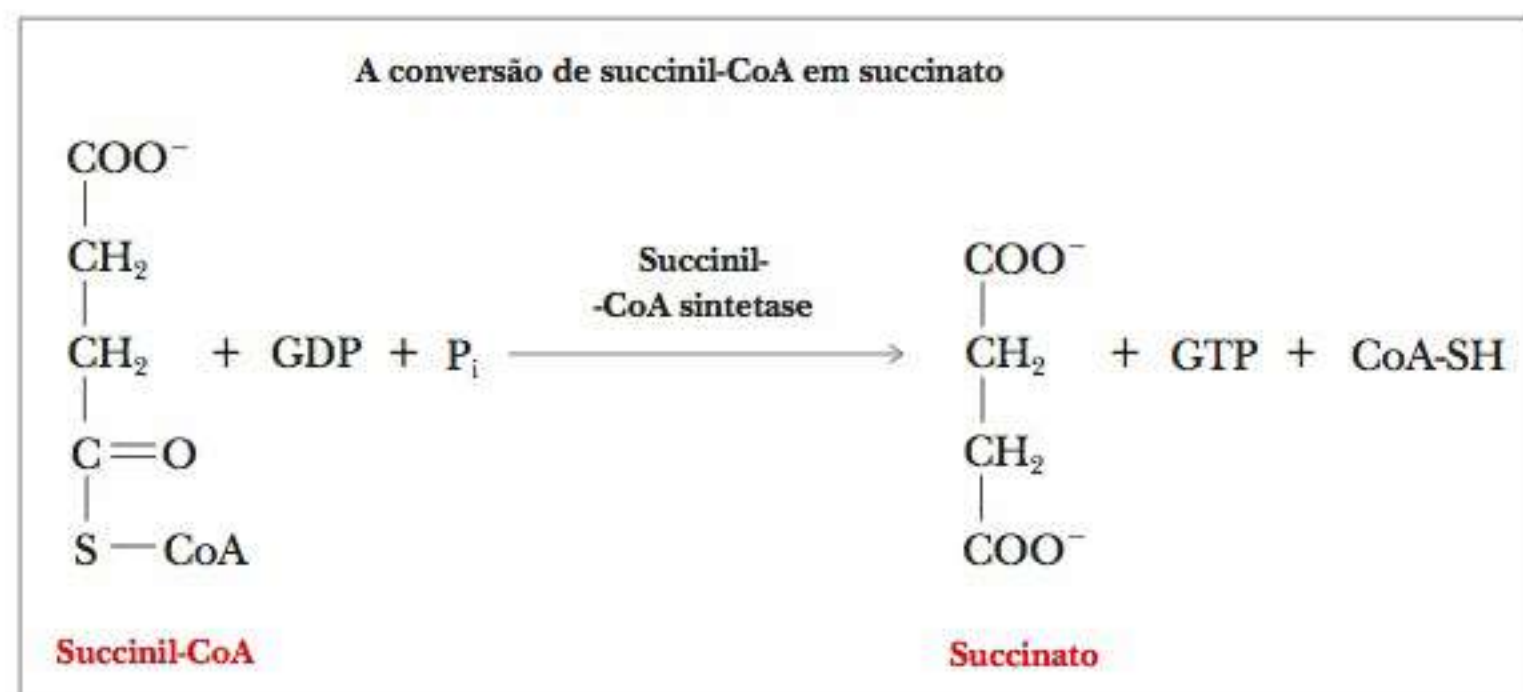 A conversão de succinil-CoA em succinato
COO⁻
CH₂
CH₂ + GDP + Pᵢ
C=O
S—CoA
Succinil-CoA
Succinil-
-CoA sintetase
COO⁻
CH₂ + GTP + CoA-SH
CH₂
COO⁻
Succinato